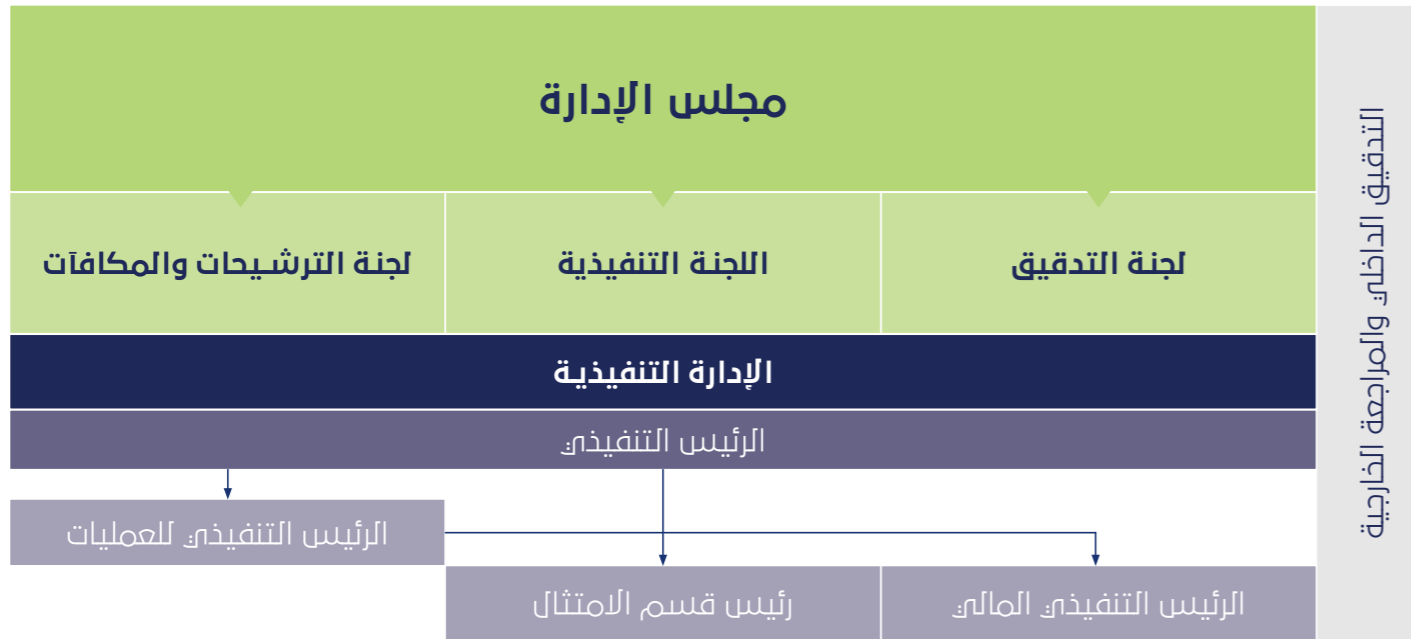 مجلس الإدارة
لجنة التدقيق
اللجنة التنفيذية
لجنة الترشيحات والمكافآت
الإدارة التنفيذية
الرئيس التنفيذي
الرئيس التنفيذي للعمليات
الرئيس التنفيذي المالي
رئيس قسم الامتثال
التدقيق الداخلي والمراجعة الخارجية